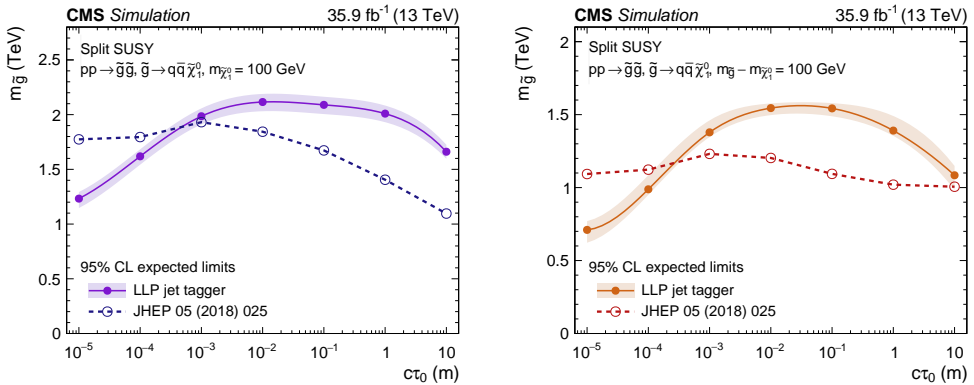 CMS Simulation 35.9 fb⁻¹ (13 TeV)
m_g̃ (TeV)
2.5
2
1.5
1
0.5
0
Split SUSY
pp → g̃g̃, g̃ → qq̄χ̃₁⁰, m_χ̃₁⁰ = 100 GeV
95% CL expected limits
LLP jet tagger
JHEP 05 (2018) 025
10⁻⁵ 10⁻⁴ 10⁻³ 10⁻² 10⁻¹ 1 10
cτ₀ (m)
CMS Simulation 35.9 fb⁻¹ (13 TeV)
m_g̃ (TeV)
2
1.5
1
0.5
0
Split SUSY
pp → g̃g̃, g̃ → qq̄χ̃₁⁰, m_g̃ − m_χ̃₁⁰ = 100 GeV
95% CL expected limits
LLP jet tagger
JHEP 05 (2018) 025
10⁻⁵ 10⁻⁴ 10⁻³ 10⁻² 10⁻¹ 1 10
cτ₀ (m)